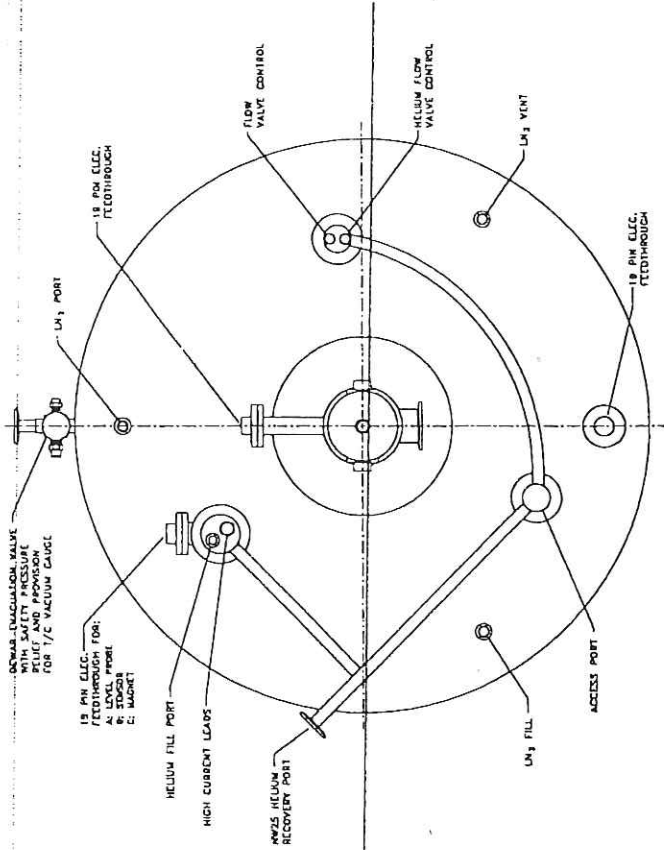 DEWAR EVACUATION VALVE
WITH SAFETY PRESSURE
RELIEF AND PROVISION
FOR T/C VACUUM GAUGE
19 PIN ELEC.
FEEDTHROUGH FOR:
A: LEVEL PROBE
B: SENSOR
C: MAGNET
HELIUM FILL PORT
HIGH CURRENT LEADS
NW25 HELIUM
RECOVERY PORT
LN₂ FILL
ACCESS PORT
LN₂ PORT
19 PIN ELEC.
FEEDTHROUGH
FLOW
VALVE CONTROL
HELIUM FLOW
VALVE CONTROL
LN₂ VENT
19 PIN ELEC.
FEEDTHROUGH